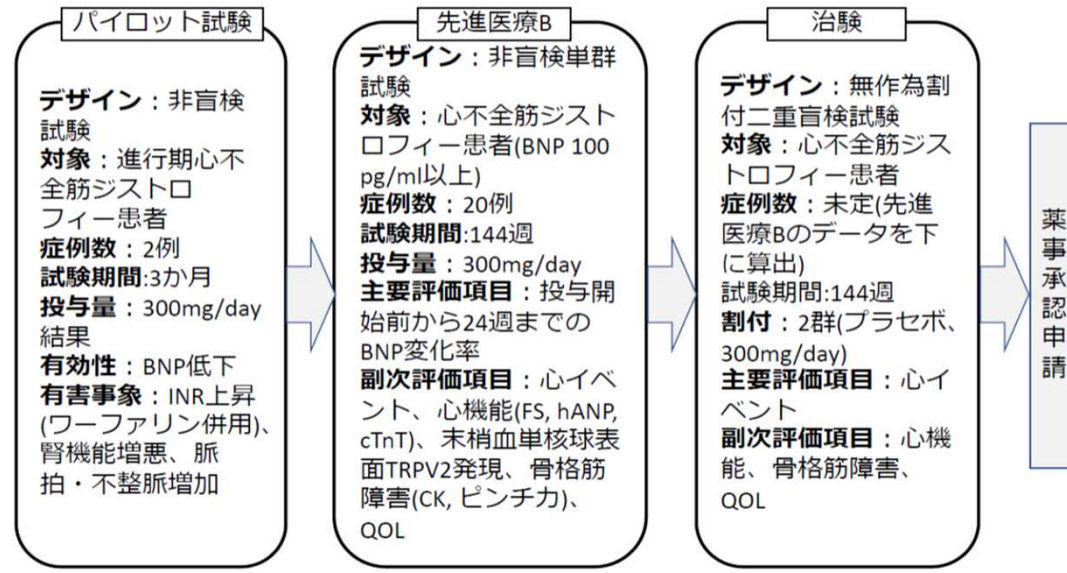 パイロット試験
デザイン：非盲検
試験
対象：進行期心不
全筋ジストロ
フィー患者
症例数：2例
試験期間:3か月
投与量：300mg/day
結果
有効性：BNP低下
有害事象：INR上昇
(ワーファリン併用)、
腎機能増悪、脈
拍・不整脈増加
先進医療B
デザイン：非盲検単群
試験
対象：心不全筋ジスト
ロフィー患者(BNP 100
pg/ml以上)
症例数：20例
試験期間:144週
投与量：300mg/day
主要評価項目：投与開
始前から24週までの
BNP変化率
副次評価項目：心イベ
ント、心機能(FS, hANP,
cTnT)、末梢血単核球表
面TRPV2発現、骨格筋
障害(CK, ピンチ力)、
QOL
治験
デザイン：無作為割
付二重盲検試験
対象：心不全筋ジス
トロフィー患者
症例数：未定(先進
医療Bのデータを下
に算出)
試験期間:144週
割付：2群(プラセボ、
300mg/day)
主要評価項目：心イ
ベント
副次評価項目：心機
能、骨格筋障害、
QOL
薬事承認申請